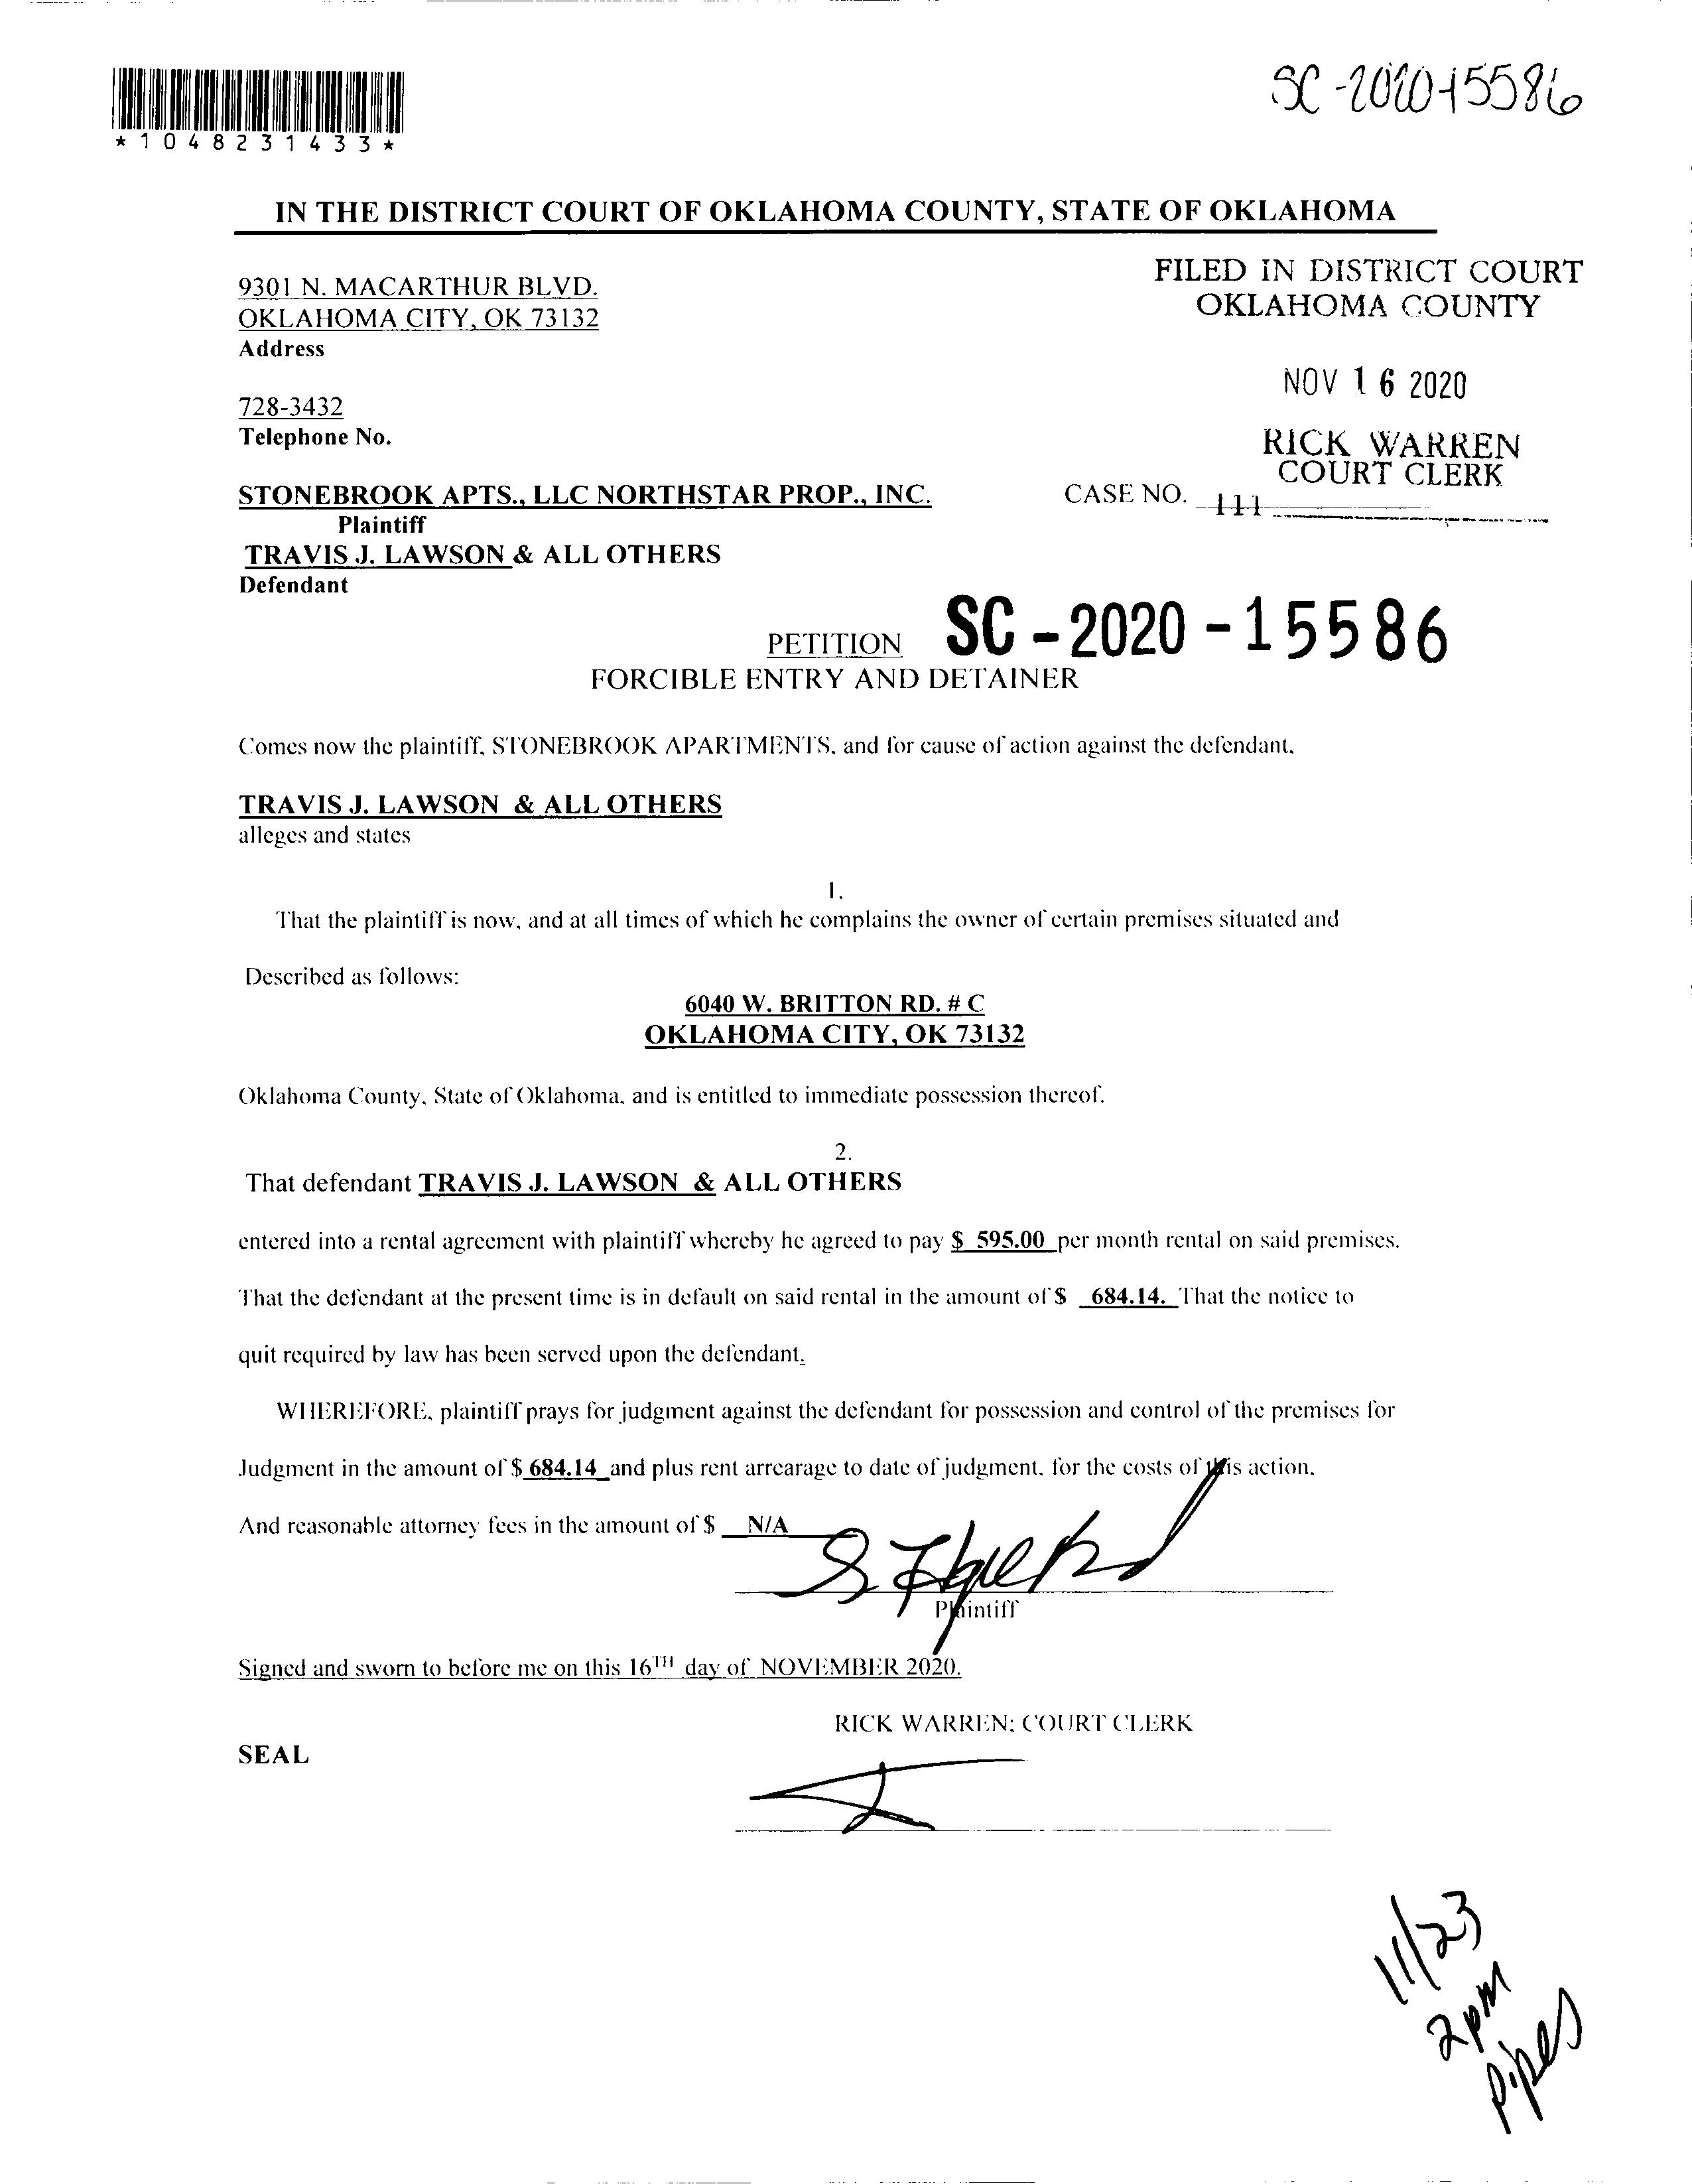 SC-2020-15586
*1048231433*
IN THE DISTRICT COURT OF OKLAHOMA COUNTY, STATE OF OKLAHOMA
9301 N. MACARTHUR BLVD.
OKLAHOMA CITY, OK 73132
Address
FILED IN DISTRICT COURT
OKLAHOMA COUNTY
NOV 16 2020
728-3432
Telephone No.
RICK WARREN
COURT CLERK
STONEBROOK APTS., LLC NORTHSTAR PROP., INC.
CASE NO. 111
Plaintiff
TRAVIS J. LAWSON & ALL OTHERS
Defendant
SC-2020-15586
PETITION
FORCIBLE ENTRY AND DETAINER
Comes now the plaintiff, STONEBROOK APARTMENTS, and for cause of action against the defendant,
TRAVIS J. LAWSON & ALL OTHERS
alleges and states
1.
That the plaintiff is now, and at all times of which he complains the owner of certain premises situated and
Described as follows:
6040 W. BRITTON RD. # C
OKLAHOMA CITY, OK 73132
Oklahoma County, State of Oklahoma, and is entitled to immediate possession thereof.
2.
That defendant TRAVIS J. LAWSON & ALL OTHERS
entered into a rental agreement with plaintiff whereby he agreed to pay $ 595.00 per month rental on said premises.
That the defendant at the present time is in default on said rental in the amount of $ 684.14. That the notice to
quit required by law has been served upon the defendant.
WHEREFORE, plaintiff prays for judgment against the defendant for possession and control of the premises for
Judgment in the amount of $ 684.14 and plus rent arrearage to date of judgment, for the costs of this action.
And reasonable attorney fees in the amount of $ N/A
Plaintiff
Signed and sworn to before me on this 16TH day of NOVEMBER 2020.
RICK WARREN; COURT CLERK
SEAL
11/23
2pm
Pipes